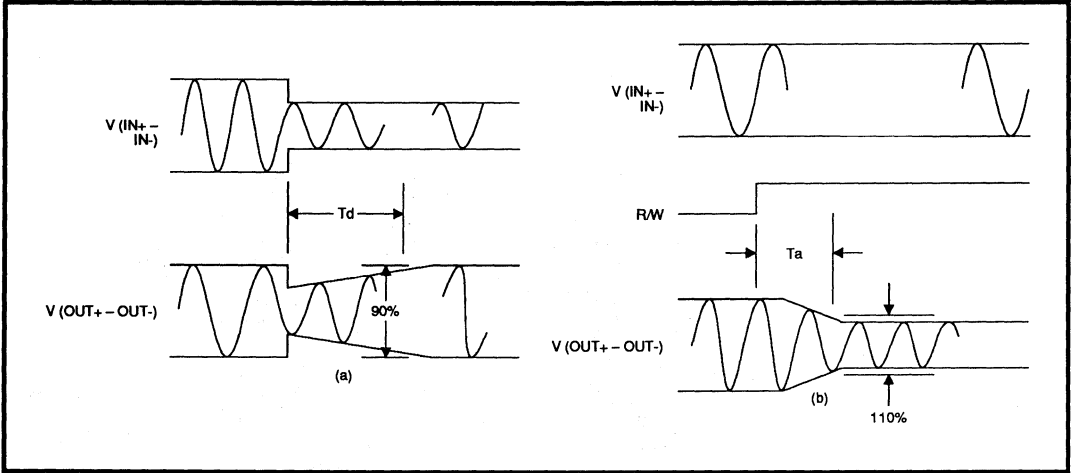 V (IN+ –
IN-)
Td
V (OUT+ – OUT-)
90%
(a)
V (IN+ –
IN-)
R/W
Ta
V (OUT+ – OUT-)
(b)
110%